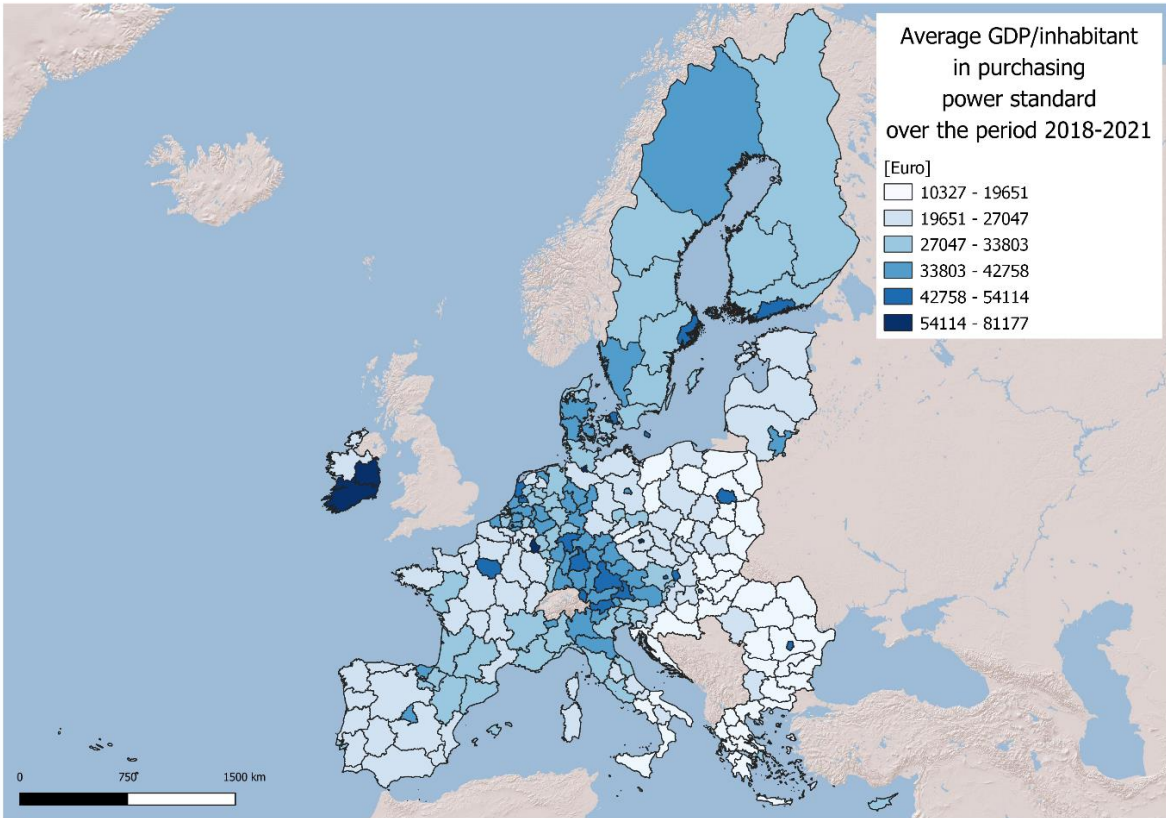 Average GDP/inhabitant
in purchasing
power standard
over the period 2018-2021
[Euro]
10327 - 19651
19651 - 27047
27047 - 33803
33803 - 42758
42758 - 54114
54114 - 81177
0 750 1500 km